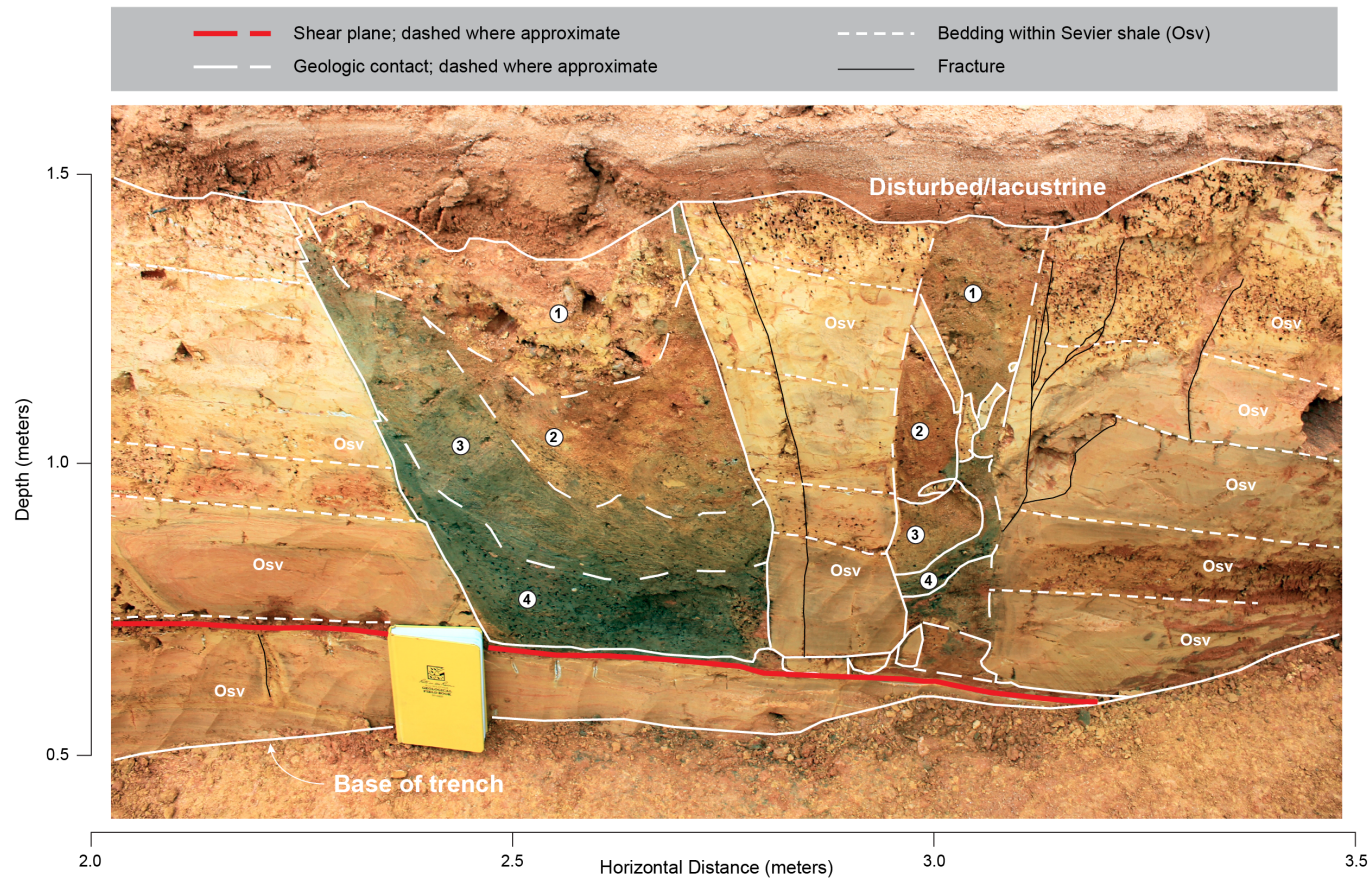 Shear plane; dashed where approximate
Bedding within Sevier shale (Osv)
Geologic contact; dashed where approximate
Fracture
1.5
Disturbed/lacustrine
1
1
Osv
Osv
Osv
2
2
3
Osv
1.0
Osv
3
4
Osv
Osv
Osv
4
Osv
Osv
GEOLOGICAL
FIELD BOOK
0.5
Base of trench
2.0
2.5
3.0
3.5
Depth (meters)
Horizontal Distance (meters)